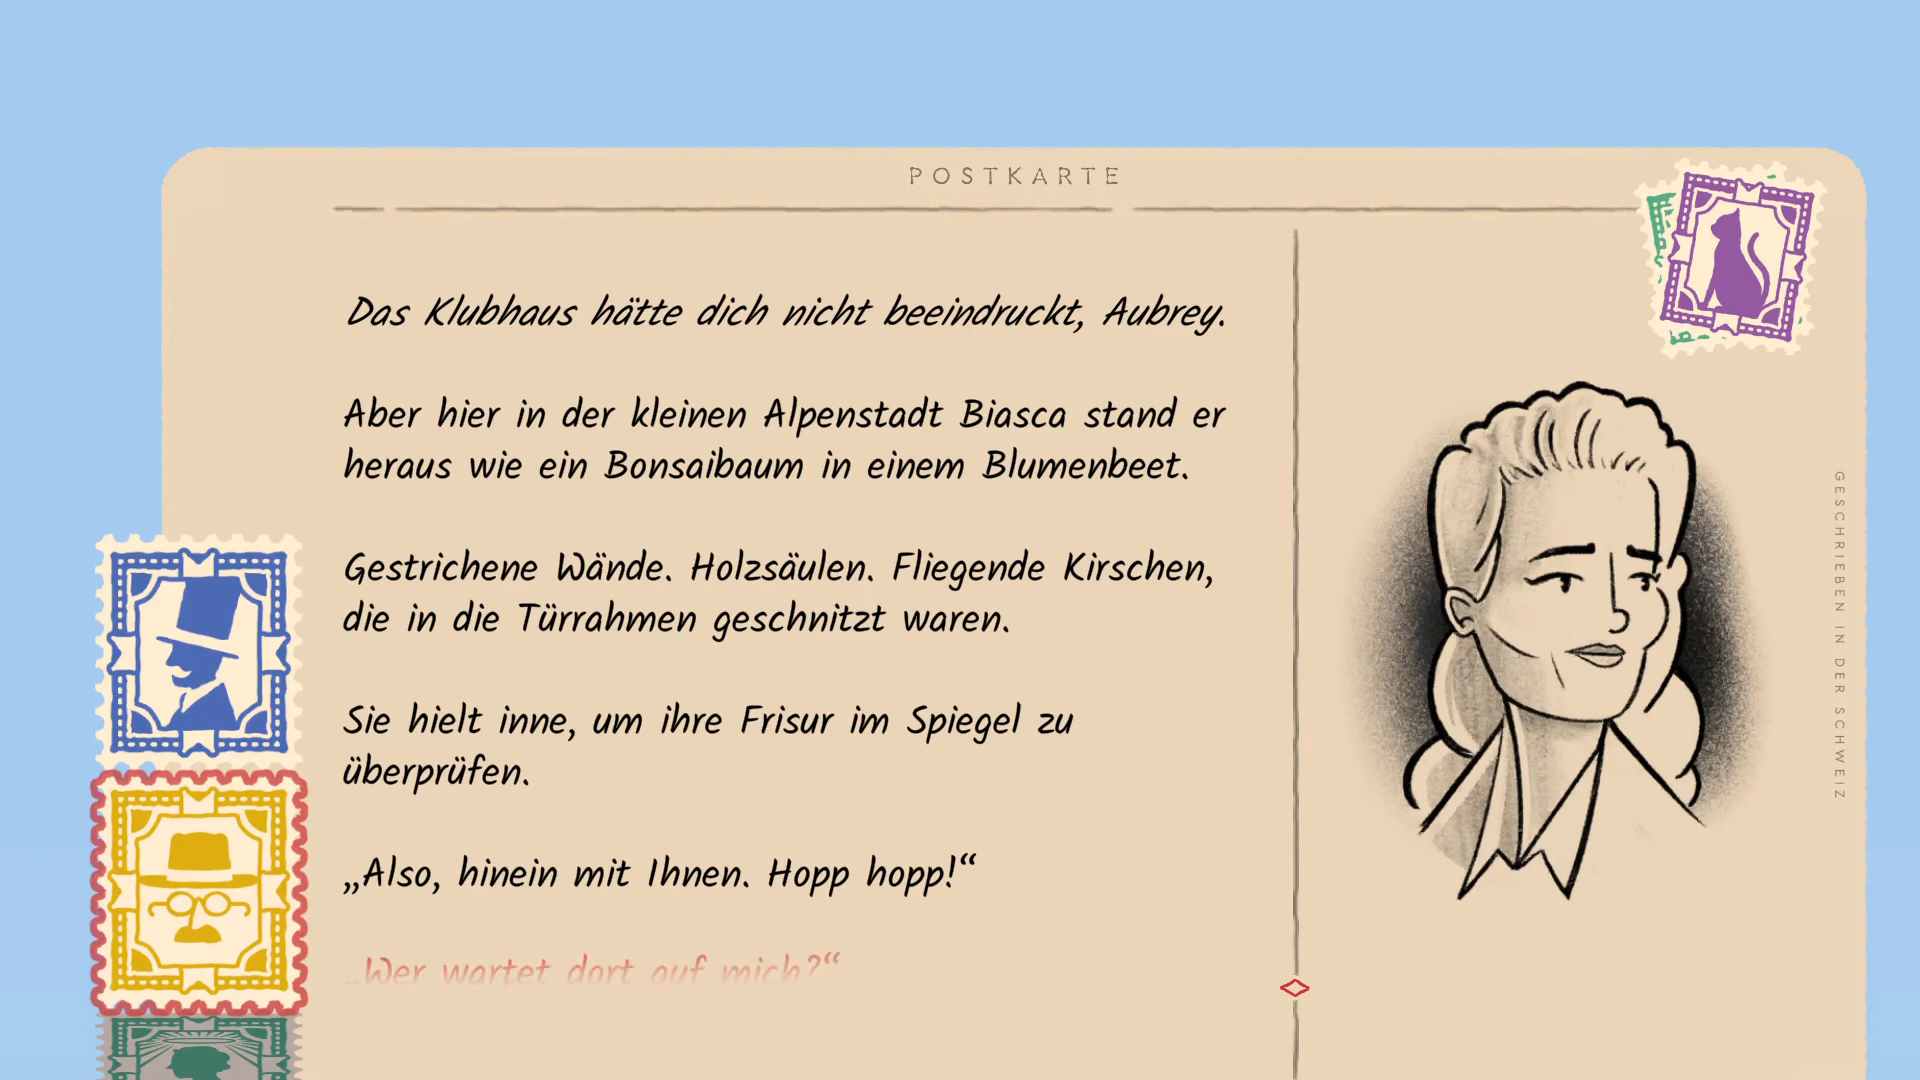 POSTKARTE
Das Klubhaus hätte dich nicht beeindruckt, Aubrey.
Aber hier in der kleinen Alpenstadt Biasca stand er
heraus wie ein Bonsaibaum in einem Blumenbeet.
Gestrichene Wände. Holzsäulen. Fliegende Kirschen,
die in die Türrahmen geschnitzt waren.
Sie hielt inne, um ihre Frisur im Spiegel zu
überprüfen.
„Also, hinein mit Ihnen. Hopp hopp!“
„Wer wartet dort auf mich?“
GESCHRIEBEN IN DER SCHWEIZ